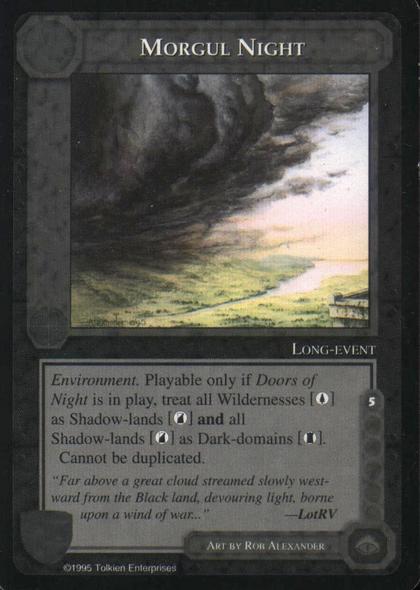 MORGUL NIGHT
LONG-EVENT
Environment. Playable only if Doors of
Night is in play, treat all Wildernesses [ ]
as Shadow-lands [ ] and all
Shadow-lands [ ] as Dark-domains [ ].
Cannot be duplicated.
5
"Far above a great cloud streamed slowly west-
ward from the Black land, devouring light, borne
upon a wind of war..." —LotRV
ART BY ROB ALEXANDER
©1995 Tolkien Enterprises